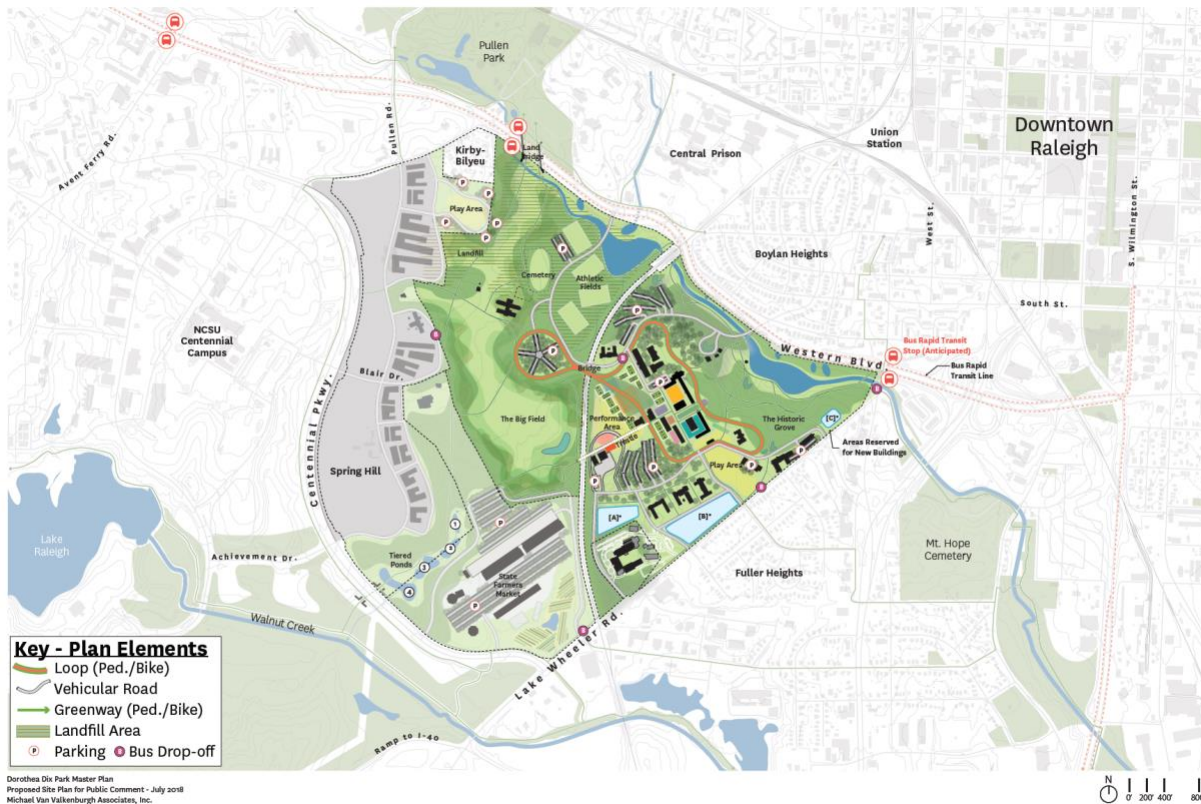 Pullen
Park
Pullen Rd.
Avent Ferry Rd.
Kirby-
Bilyeu
Land
Bridge
Central Prison
Union
Station
Downtown
Raleigh
West St.
S. Wilmington St.
P
P
Play Area
P
P
P
Landfill
P
Cemetery
Athletic
Fields
Boylan Heights
South St.
NCSU
Centennial
Campus
B
P
B
P
Bridge
P
Western Blvd.
Bus Rapid Transit
Stop (Anticipated)
Bus Rapid
Transit Line
B
Blair Dr.
Centennial Pkwy.
The Big Field
Performance
Area
Trestle
The Historic
Grove
[C]*
Areas Reserved
for New Buildings
Spring Hill
P
P
Play Area
P
P
B
[A]*
[B]*
Lake
Raleigh
Achievement Dr.
Tiered
Ponds
1
2
3
4
P
State
Farmers
Market
P
Fuller Heights
Mt. Hope
Cemetery
Walnut Creek
B
Lake Wheeler Rd.
Ramp to I-40
Key - Plan Elements
Loop (Ped./Bike)
Vehicular Road
Greenway (Ped./Bike)
Landfill Area
P Parking B Bus Drop-off
Dorothea Dix Park Master Plan
Proposed Site Plan for Public Comment - July 2018
Michael Van Valkenburgh Associates, Inc.
N
0' 200' 400' 800